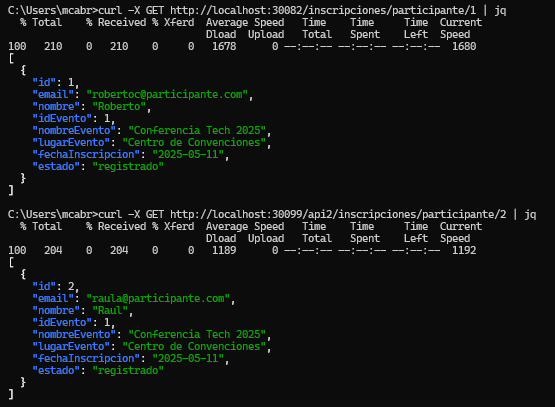 C:\Users\mcabr>curl -X GET http://localhost:30082/inscripciones/participante/1 | jq
  % Total    % Received % Xferd  Average Speed   Time    Time     Time  Current
                                 Dload  Upload   Total   Spent    Left  Speed
100   210    0   210    0     0   1678      0 --:--:-- --:--:-- --:--:--  1680
[
  {
    "id": 1,
    "email": "robertoc@participante.com",
    "nombre": "Roberto",
    "idEvento": 1,
    "nombreEvento": "Conferencia Tech 2025",
    "lugarEvento": "Centro de Convenciones",
    "fechaInscripcion": "2025-05-11",
    "estado": "registrado"
  }
]
C:\Users\mcabr>curl -X GET http://localhost:30099/api2/inscripciones/participante/2 | jq
  % Total    % Received % Xferd  Average Speed   Time    Time     Time  Current
                                 Dload  Upload   Total   Spent    Left  Speed
100   204    0   204    0     0   1189      0 --:--:-- --:--:-- --:--:--  1192
[
  {
    "id": 2,
    "email": "raula@participante.com",
    "nombre": "Raul",
    "idEvento": 1,
    "nombreEvento": "Conferencia Tech 2025",
    "lugarEvento": "Centro de Convenciones",
    "fechaInscripcion": "2025-05-11",
    "estado": "registrado"
  }
]